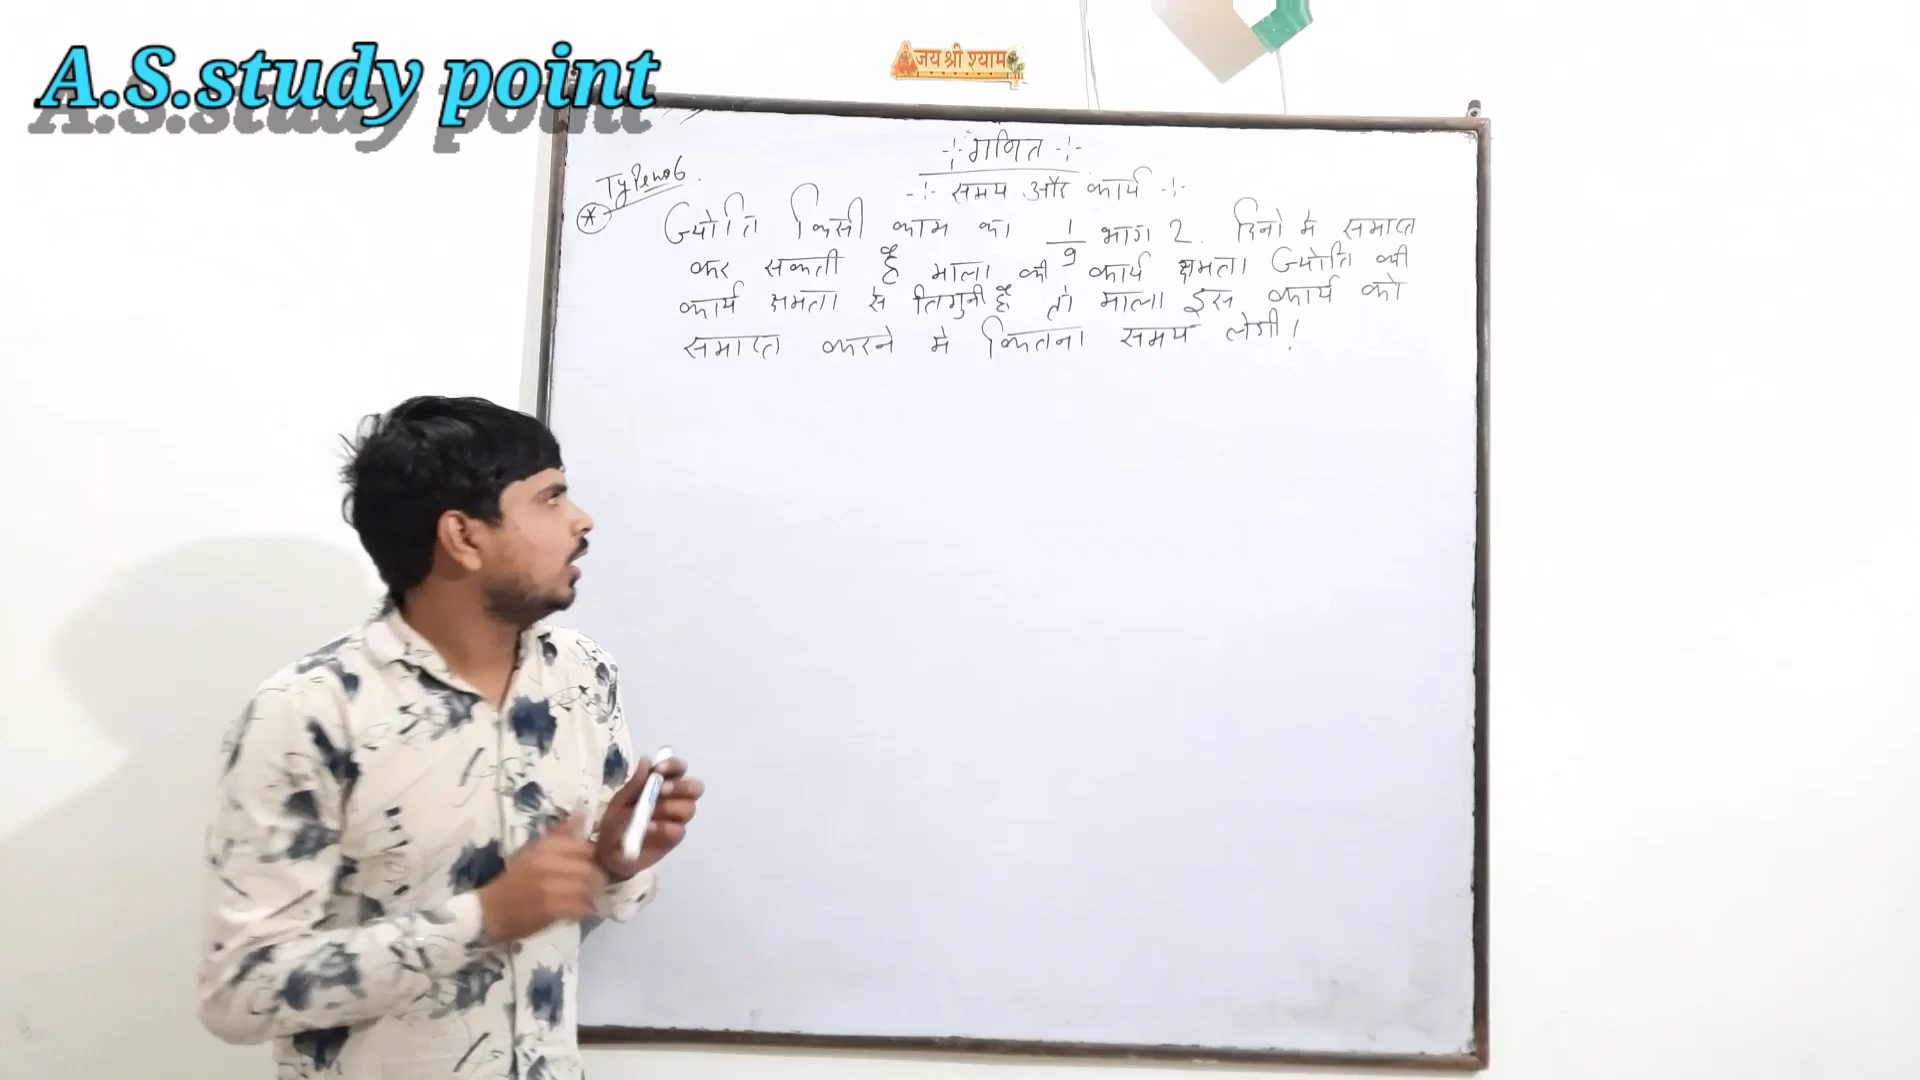 A.S.study point
जय श्री श्याम
गणित
Type no 6
समय और कार्य
ज्योति किसी काम का 1/9 भाग 2 दिनो मे समाप्त
कर सकती है माला की कार्य क्षमता ज्योति की
कार्य क्षमता से तिगुनी है तो माला इस कार्य को
समाप्त करने मे कितना समय लेगी!